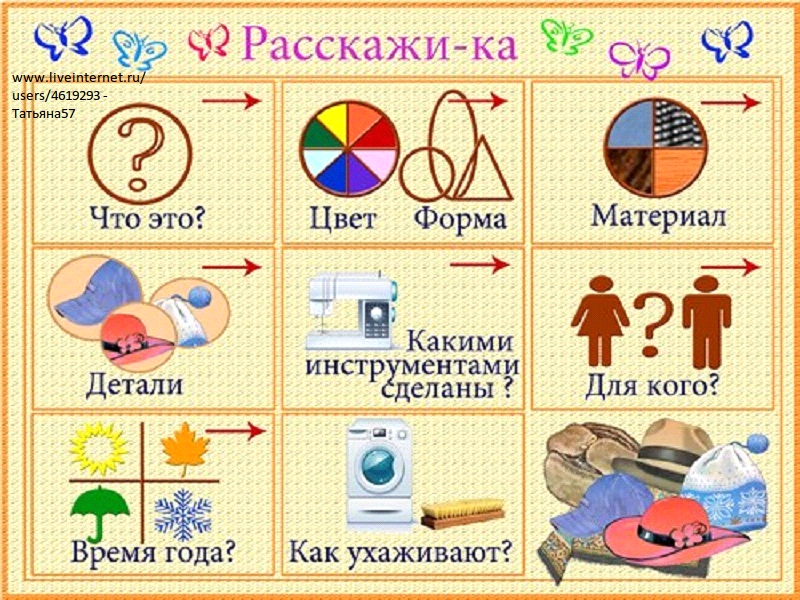 Расскажи-ка
www.liveinternet.ru/
users/4619293 -
Татьяна57
Что это?
Цвет Форма
Материал
Детали
Какими
инструментами
сделаны ?
Для кого?
Время года?
Как ухаживают?